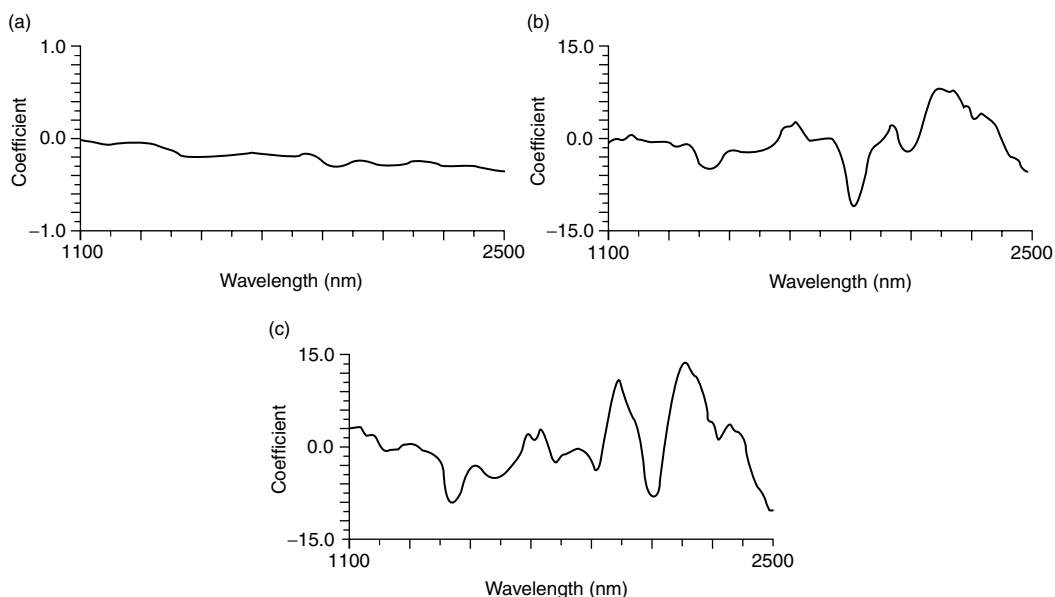 (a)
1.0
0.0
−1.0
Coefficient
1100
2500
Wavelength (nm)
(b)
15.0
0.0
−15.0
Coefficient
1100
2500
Wavelength (nm)
(c)
15.0
0.0
−15.0
Coefficient
1100
2500
Wavelength (nm)